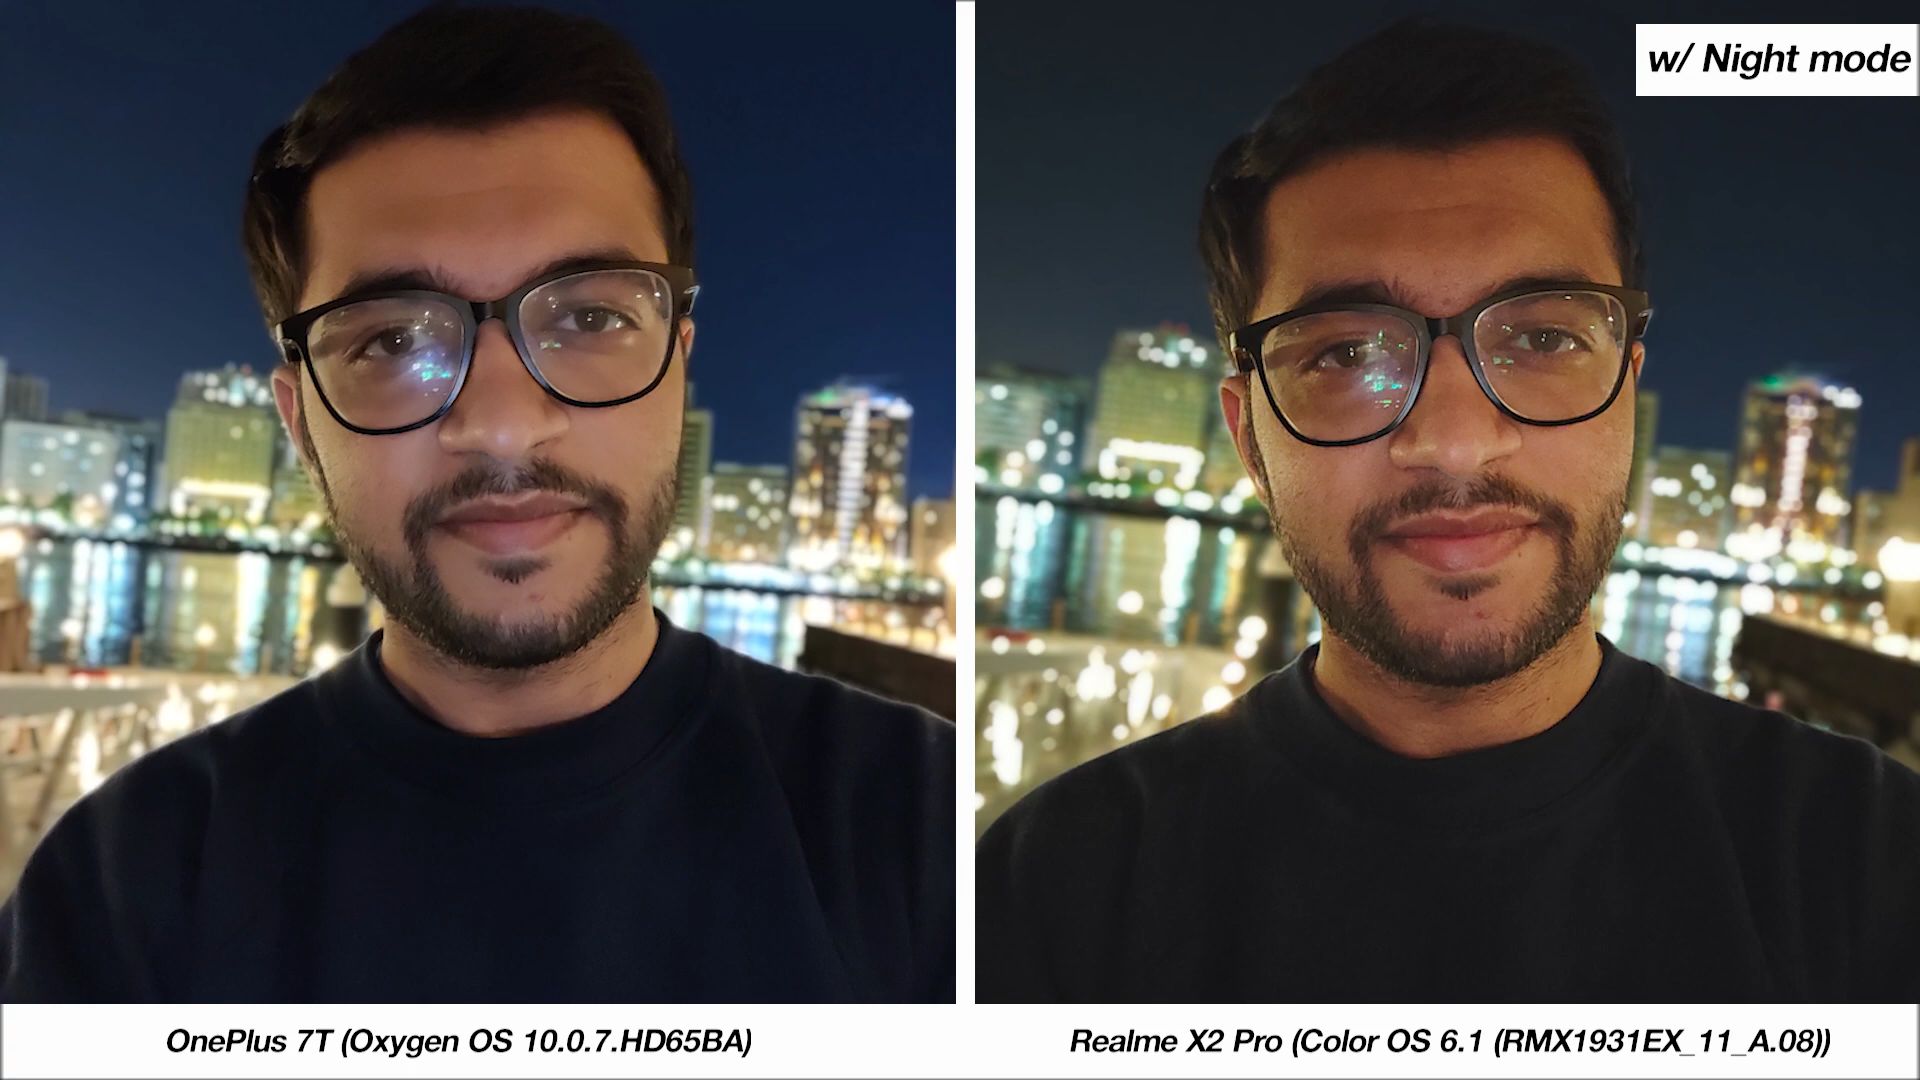 w/ Night mode
OnePlus 7T (Oxygen OS 10.0.7.HD65BA)
Realme X2 Pro (Color OS 6.1 (RMX1931EX_11_A.08))